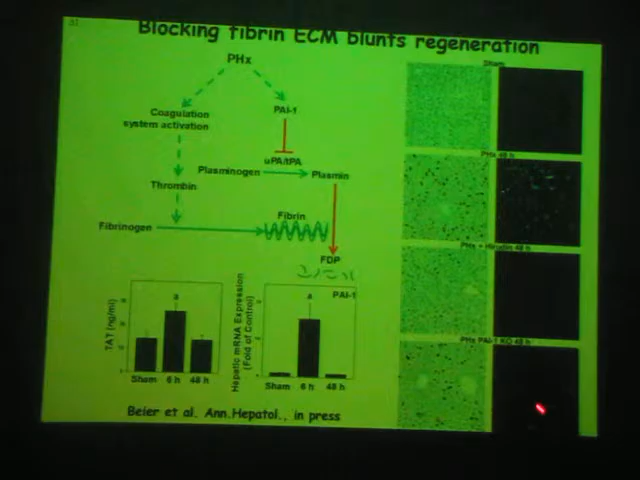 Blocking fibrin ECM blunts regeneration
PHx
Coagulation
system activation
PAI-1
uPA/tPA
Plasminogen
Plasmin
Thrombin
Fibrinogen
Fibrin
FDP
TAT (ng/ml)
a
Sham
6 h
48 h
Hepatic mRNA Expression
(Fold of Control)
PAI-1
a
Sham
6 h
48 h
Beier et al. Ann.Hepatol., in press
Sham
PHx 48 h
PHx + Hirudin 48 h
PHx PAI-1 KO 48 h